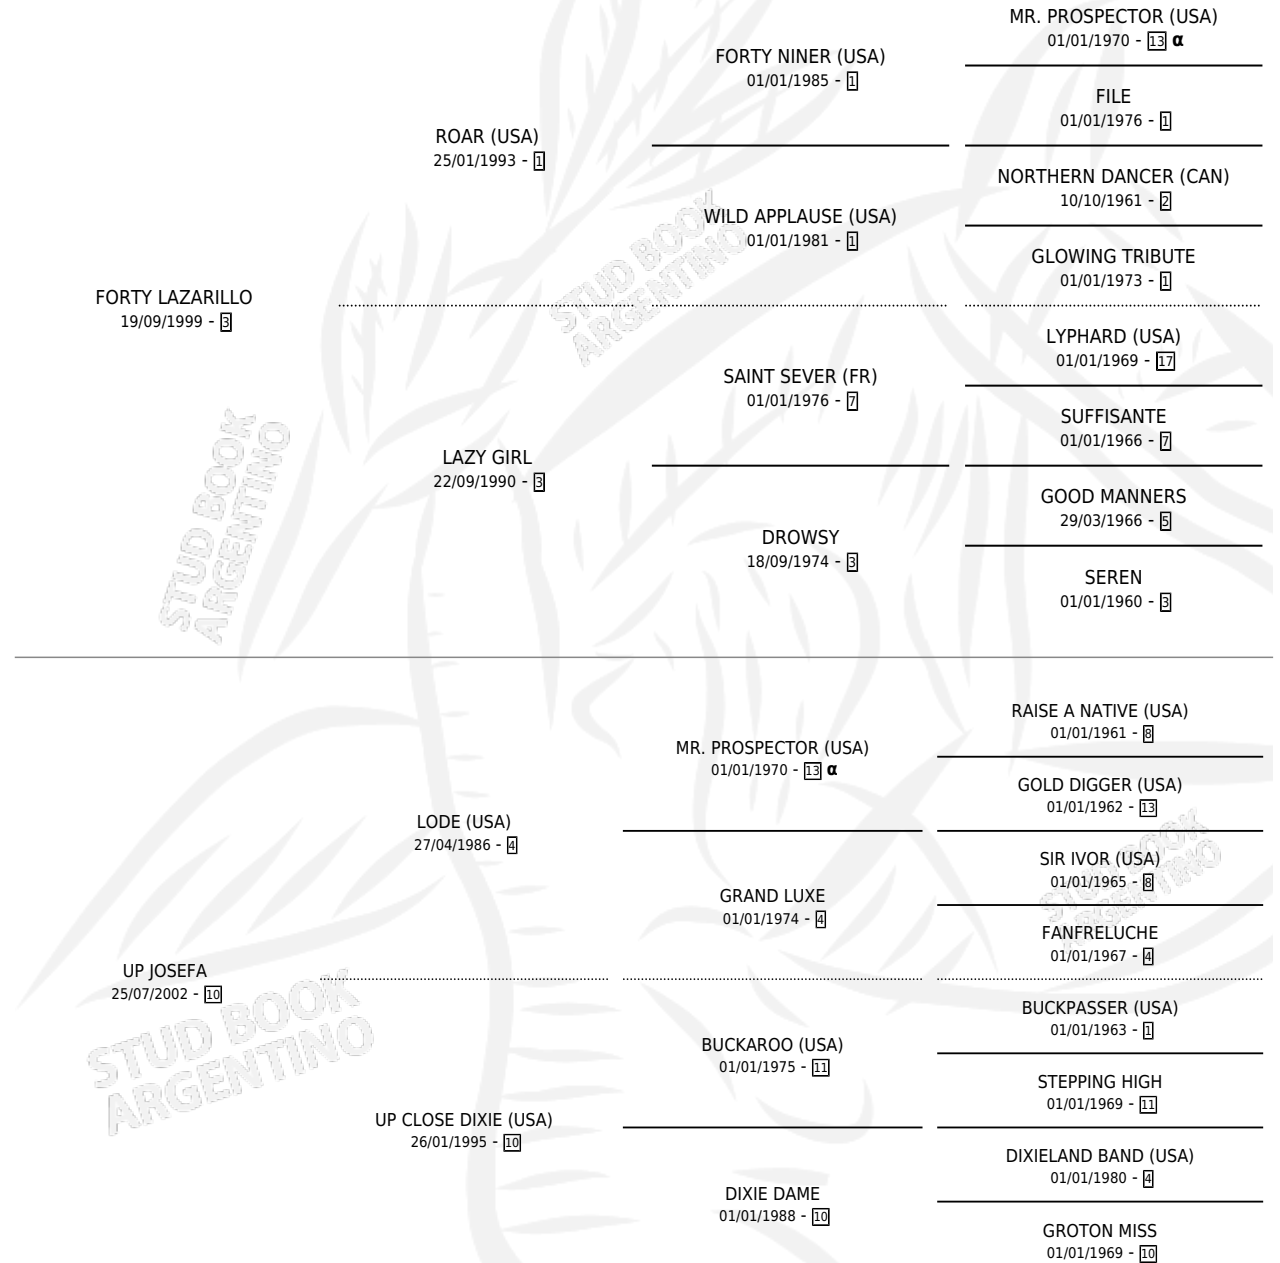 MR. PROSPECTOR (USA)
01/01/1970 - 13 α
FORTY NINER (USA)
01/01/1985 - 1
FILE
01/01/1976 - 1
ROAR (USA)
25/01/1993 - 1
NORTHERN DANCER (CAN)
10/10/1961 - 2
WILD APPLAUSE (USA)
01/01/1981 - 1
GLOWING TRIBUTE
01/01/1973 - 1
FORTY LAZARILLO
19/09/1999 - 3
LYPHARD (USA)
01/01/1969 - 17
SAINT SEVER (FR)
01/01/1976 - 7
SUFFISANTE
01/01/1966 - 7
LAZY GIRL
22/09/1990 - 3
GOOD MANNERS
29/03/1966 - 5
DROWSY
18/09/1974 - 3
SEREN
01/01/1960 - 3
RAISE A NATIVE (USA)
01/01/1961 - 8
MR. PROSPECTOR (USA)
01/01/1970 - 13 α
GOLD DIGGER (USA)
01/01/1962 - 13
LODE (USA)
27/04/1986 - 4
SIR IVOR (USA)
01/01/1965 - 8
GRAND LUXE
01/01/1974 - 4
FANFRELUCHE
01/01/1967 - 4
UP JOSEFA
25/07/2002 - 10
BUCKPASSER (USA)
01/01/1963 - 1
BUCKAROO (USA)
01/01/1975 - 11
STEPPING HIGH
01/01/1969 - 11
UP CLOSE DIXIE (USA)
26/01/1995 - 10
DIXIELAND BAND (USA)
01/01/1980 - 4
DIXIE DAME
01/01/1988 - 10
GROTON MISS
01/01/1969 - 10
STUD BOOK
ARGENTINO
STUD BOOK
ARGENTINO
STUD BOOK
ARGENTINO
STUD BOOK
ARGENTINO